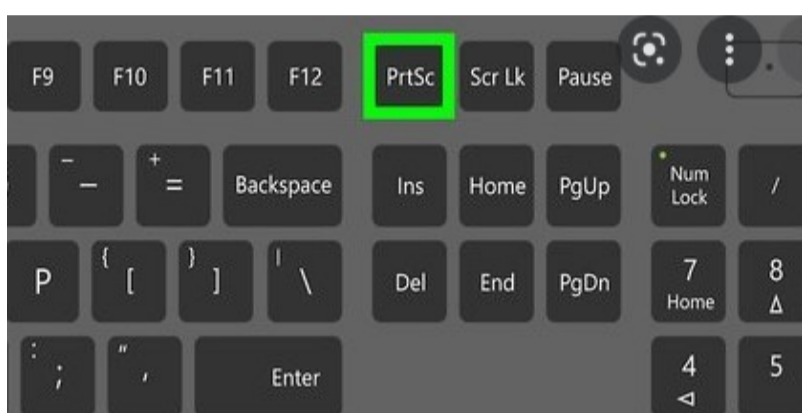 F9 F10 F11 F12 PrtSc Scr Lk Pause
_ - + = Backspace Ins Home PgUp Num Lock /
P { [ } ] | \ Del End PgDn 7 Home 8 Δ
: ; " ' Enter 4 ◁ 5